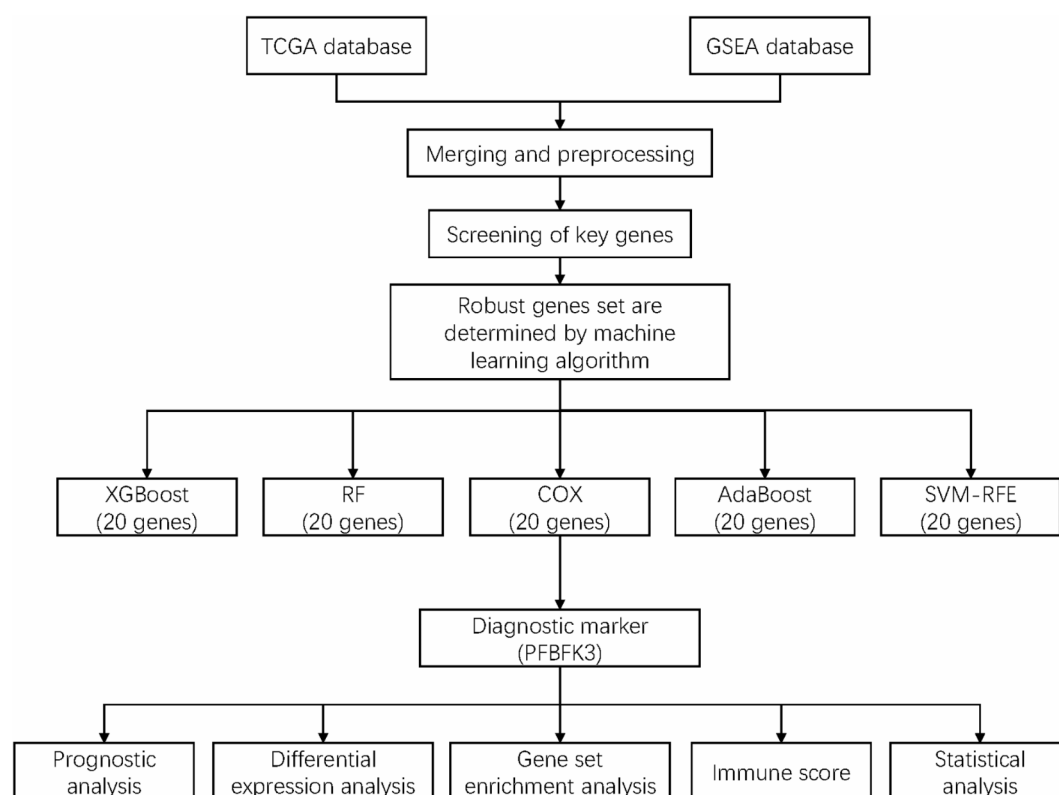 TCGA database
GSEA database
Merging and preprocessing
Screening of key genes
Robust genes set are
determined by machine
learning algorithm
XGBoost
(20 genes)
RF
(20 genes)
COX
(20 genes)
AdaBoost
(20 genes)
SVM-RFE
(20 genes)
Diagnostic marker
(PFBFK3)
Prognostic
analysis
Differential
expression analysis
Gene set
enrichment analysis
Immune score
Statistical
analysis